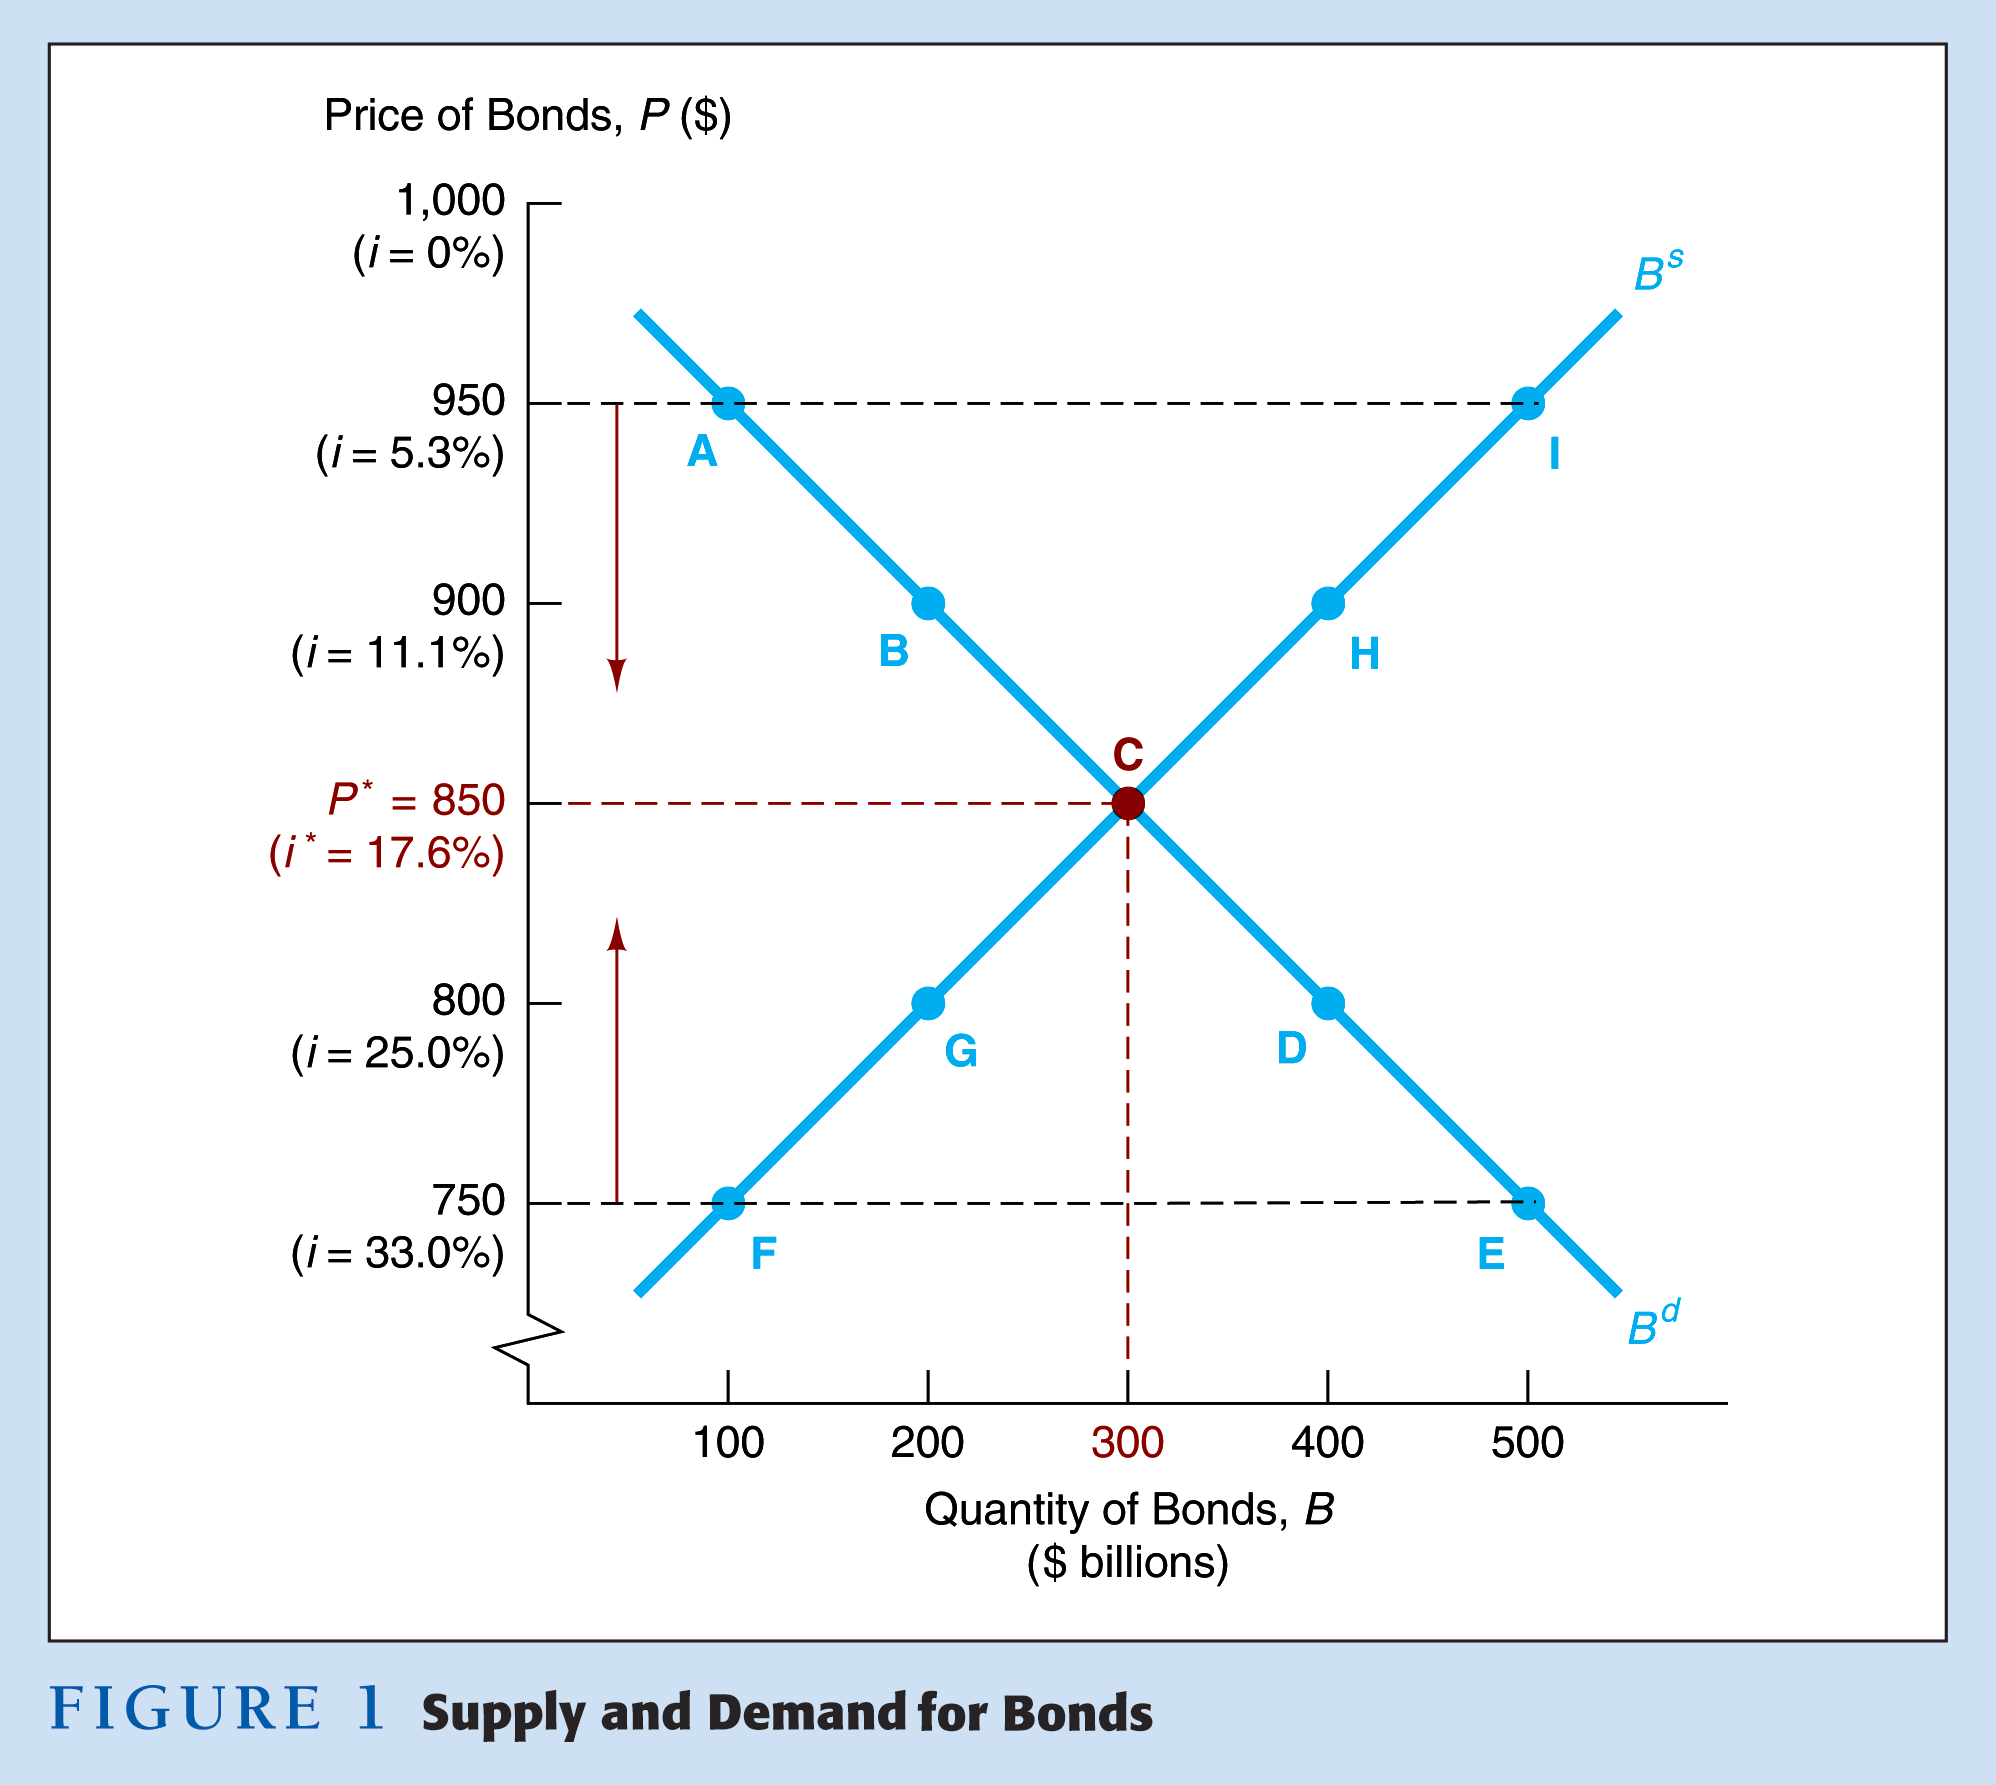 Price of Bonds, P ($)
1,000
(i = 0%)
B^s
950
(i = 5.3%)
A
I
900
(i = 11.1%)
B
H
C
P* = 850
(i* = 17.6%)
800
(i = 25.0%)
G
D
750
(i = 33.0%)
F
E
B^d
100 200 300 400 500
Quantity of Bonds, B
($ billions)
FIGURE 1 Supply and Demand for Bonds